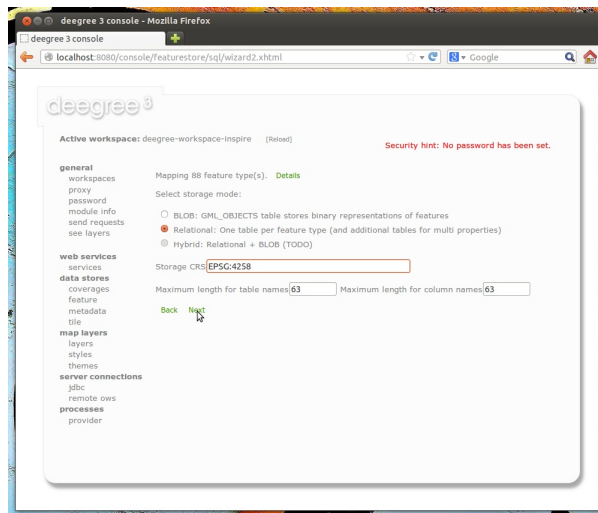 deegree 3 console - Mozilla Firefox
deegree 3 console
localhost:8080/console/featurestore/sql/wizard2.xhtml
Google
deegree 3
Active workspace: deegree-workspace-inspire [Reload]
Security hint: No password has been set.
general
workspaces
proxy
password
module info
send requests
see layers
web services
services
data stores
coverages
feature
metadata
tile
map layers
layers
styles
themes
server connections
jdbc
remote ows
processes
provider
Mapping 88 feature type(s). Details
Select storage mode:
BLOB: GML_OBJECTS table stores binary representations of features
Relational: One table per feature type (and additional tables for multi properties)
Hybrid: Relational + BLOB (TODO)
Storage CRS EPSG:4258
Maximum length for table names 63 Maximum length for column names 63
Back Next